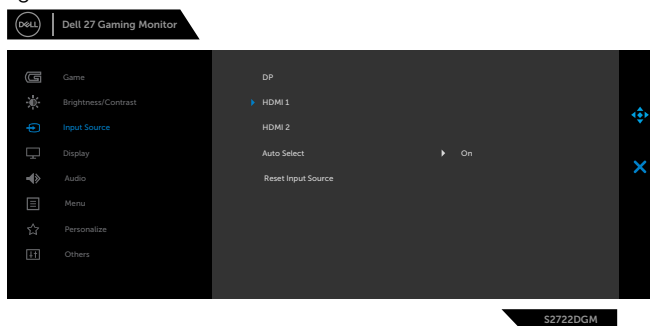 DELL
Dell 27 Gaming Monitor
Game
DP
Brightness/Contrast
HDMI 1
Input Source
HDMI 2
Display
Auto Select
On
Audio
Reset Input Source
Menu
Personalize
Others
S2722DGM